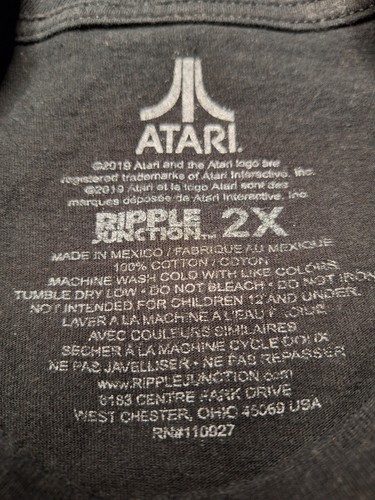 ATARI®
©2019 Atari and the Atari logo are
registered trademarks of Atari Interactive, Inc.
©2019 Atari et le logo Atari sont des
marques déposée de Atari Interactive, Inc.
RIPPLE
JUNCTION™ 2X
MADE IN MEXICO / FABRIQUE AU MEXIQUE
100% COTTON / COTON
MACHINE WASH COLD WITH LIKE COLORS
TUMBLE DRY LOW • DO NOT BLEACH • DO NOT IRON
NOT INTENDED FOR CHILDREN 12 AND UNDER.
LAVER A LA MACHINE A L'EAU
AVEC COULEURS SIMILAIRES
SECHER A LA MACHINE CYCLE DOUX
NE PAS JAVELLISER • NE PAS REPASSER
www.RIPPLEJUNCTION.com
CENTRE PARK DRIVE
WEST CHESTER, OHIO 45069 USA
RN#110927